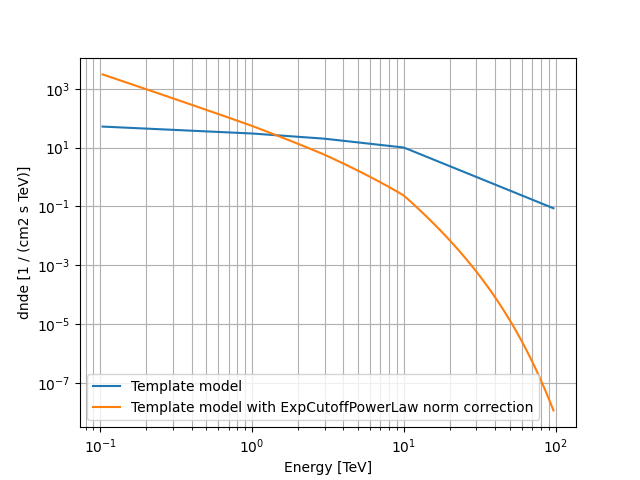 10³
10¹
10⁻¹
10⁻³
10⁻⁵
10⁻⁷
dnde [1 / (cm2 s TeV)]
Template model
Template model with ExpCutoffPowerLaw norm correction
10⁻¹ 10⁰ 10¹ 10²
Energy [TeV]